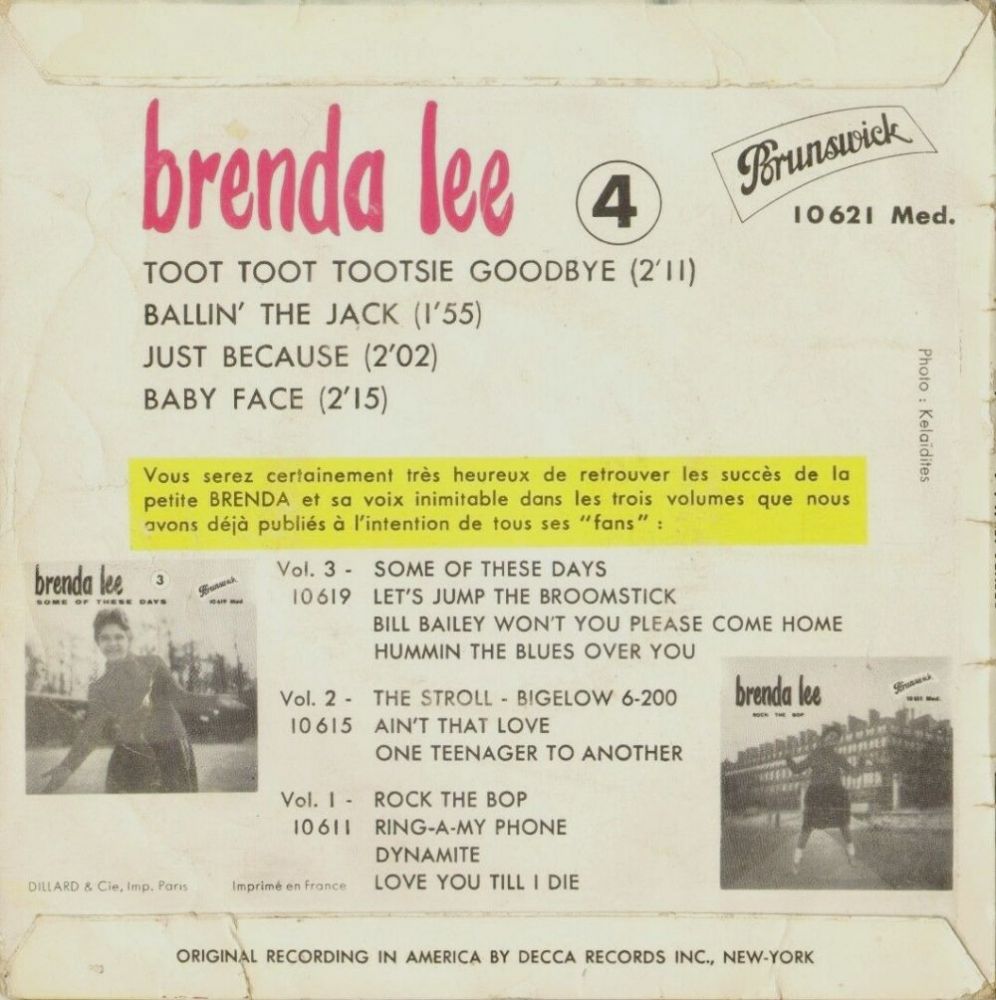 brenda lee
4
Brunswick
10621 Med.
TOOT TOOT TOOTSIE GOODBYE (2'11)
BALLIN' THE JACK (1'55)
JUST BECAUSE (2'02)
BABY FACE (2'15)
Photo : Kelaïdites
Vous serez certainement très heureux de retrouver les succès de la
petite BRENDA et sa voix inimitable dans les trois volumes que nous
avons déjà publiés à l'intention de tous ses "fans" :
brenda lee 3 Brunswick
SOME OF THESE DAYS 10619 Med
Vol. 3 - SOME OF THESE DAYS
10619 LET'S JUMP THE BROOMSTICK
BILL BAILEY WON'T YOU PLEASE COME HOME
HUMMIN THE BLUES OVER YOU
Vol. 2 - THE STROLL - BIGELOW 6-200
10615 AIN'T THAT LOVE
ONE TEENAGER TO ANOTHER
Vol. 1 - ROCK THE BOP
10611 RING-A-MY PHONE
DYNAMITE
LOVE YOU TILL I DIE
brenda lee Brunswick
ROCK THE BOP 10611 Med.
DILLARD & Cie, Imp. Paris Imprimé en France
ORIGINAL RECORDING IN AMERICA BY DECCA RECORDS INC., NEW-YORK